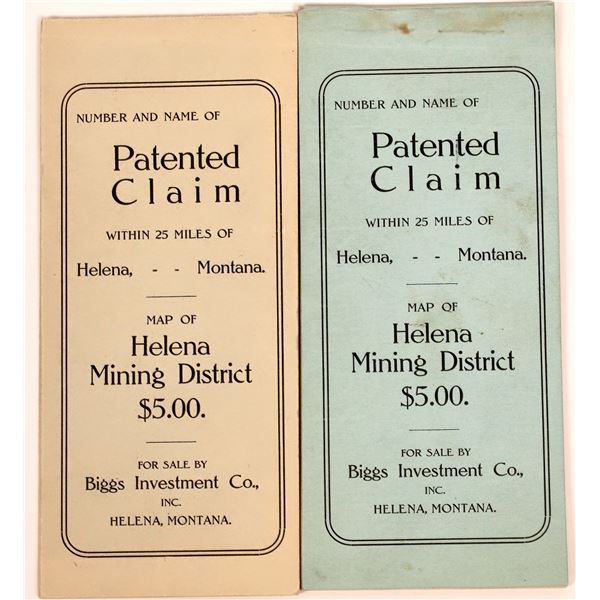 NUMBER AND NAME OF
Patented
Claim
WITHIN 25 MILES OF
Helena, - - Montana.
MAP OF
Helena
Mining District
$5.00.
FOR SALE BY
Biggs Investment Co.,
INC.
HELENA, MONTANA.
NUMBER AND NAME OF
Patented
Claim
WITHIN 25 MILES OF
Helena, - - Montana.
MAP OF
Helena
Mining District
$5.00.
FOR SALE BY
Biggs Investment Co.,
INC.
HELENA, MONTANA.